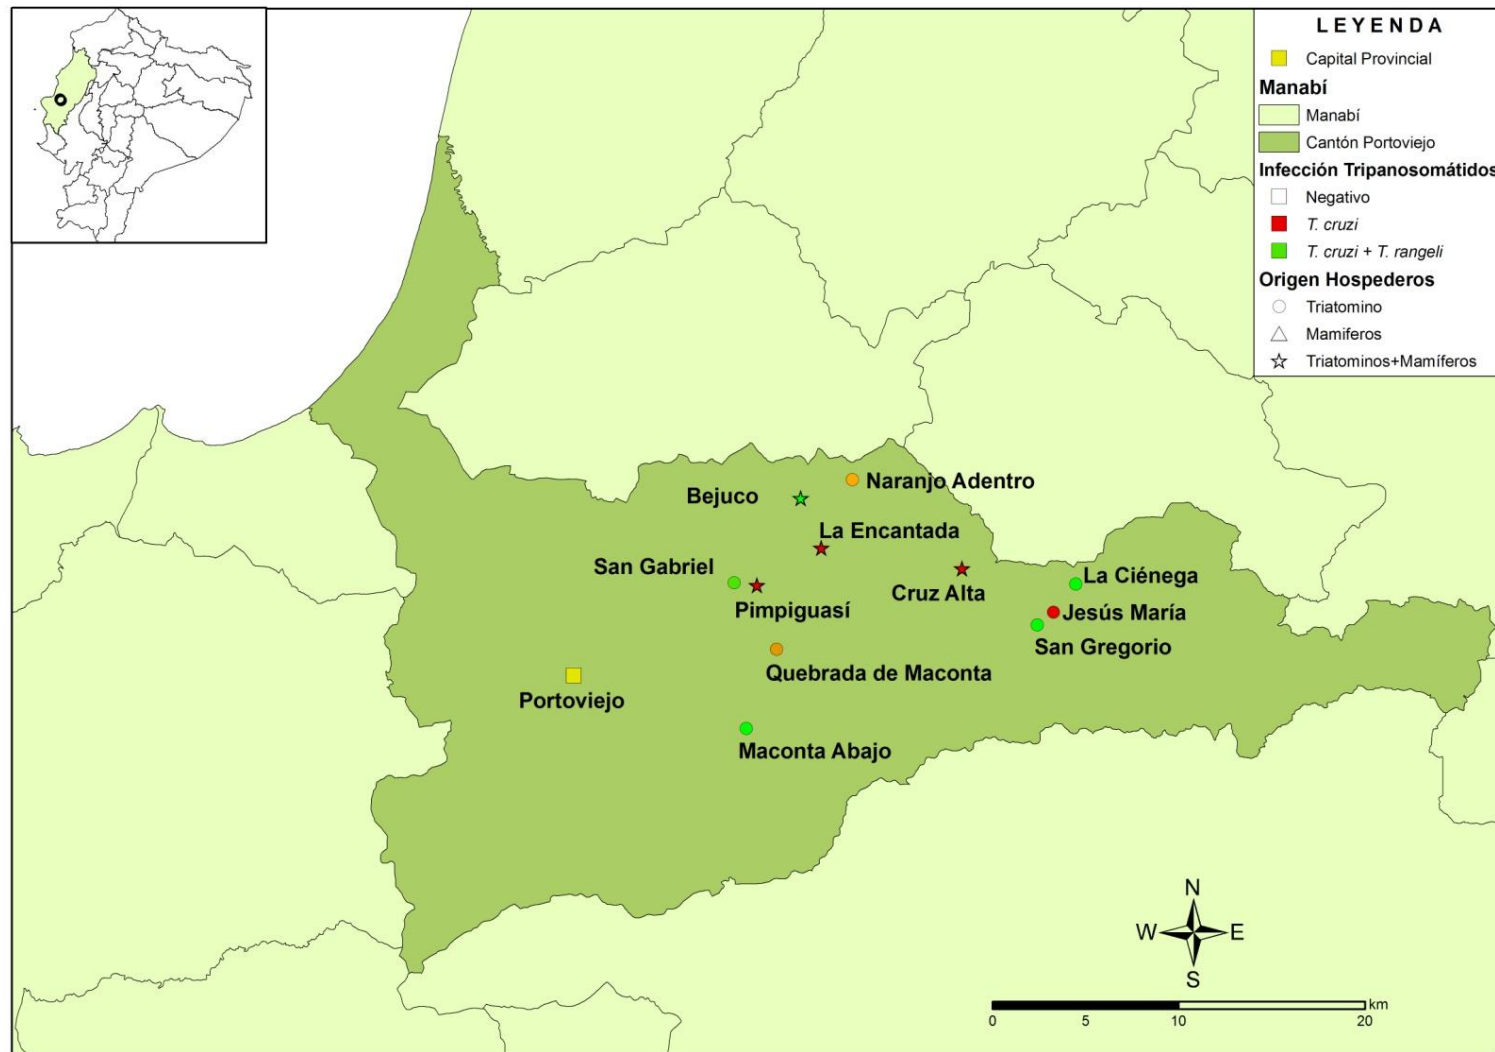 LEYENDA
Capital Provincial
Manabí
Manabí
Cantón Portoviejo
Infección Tripanosomátidos
Negativo
T. cruzi
T. cruzi + T. rangeli
Origen Hospederos
Triatomino
Mamiferos
Triatominos+Mamíferos
Naranjo Adentro
Bejuco
La Encantada
San Gabriel
Pimpiguasí
Cruz Alta
La Ciénega
Jesús María
San Gregorio
Quebrada de Maconta
Portoviejo
Maconta Abajo
N
W E
S
km
0 5 10 20